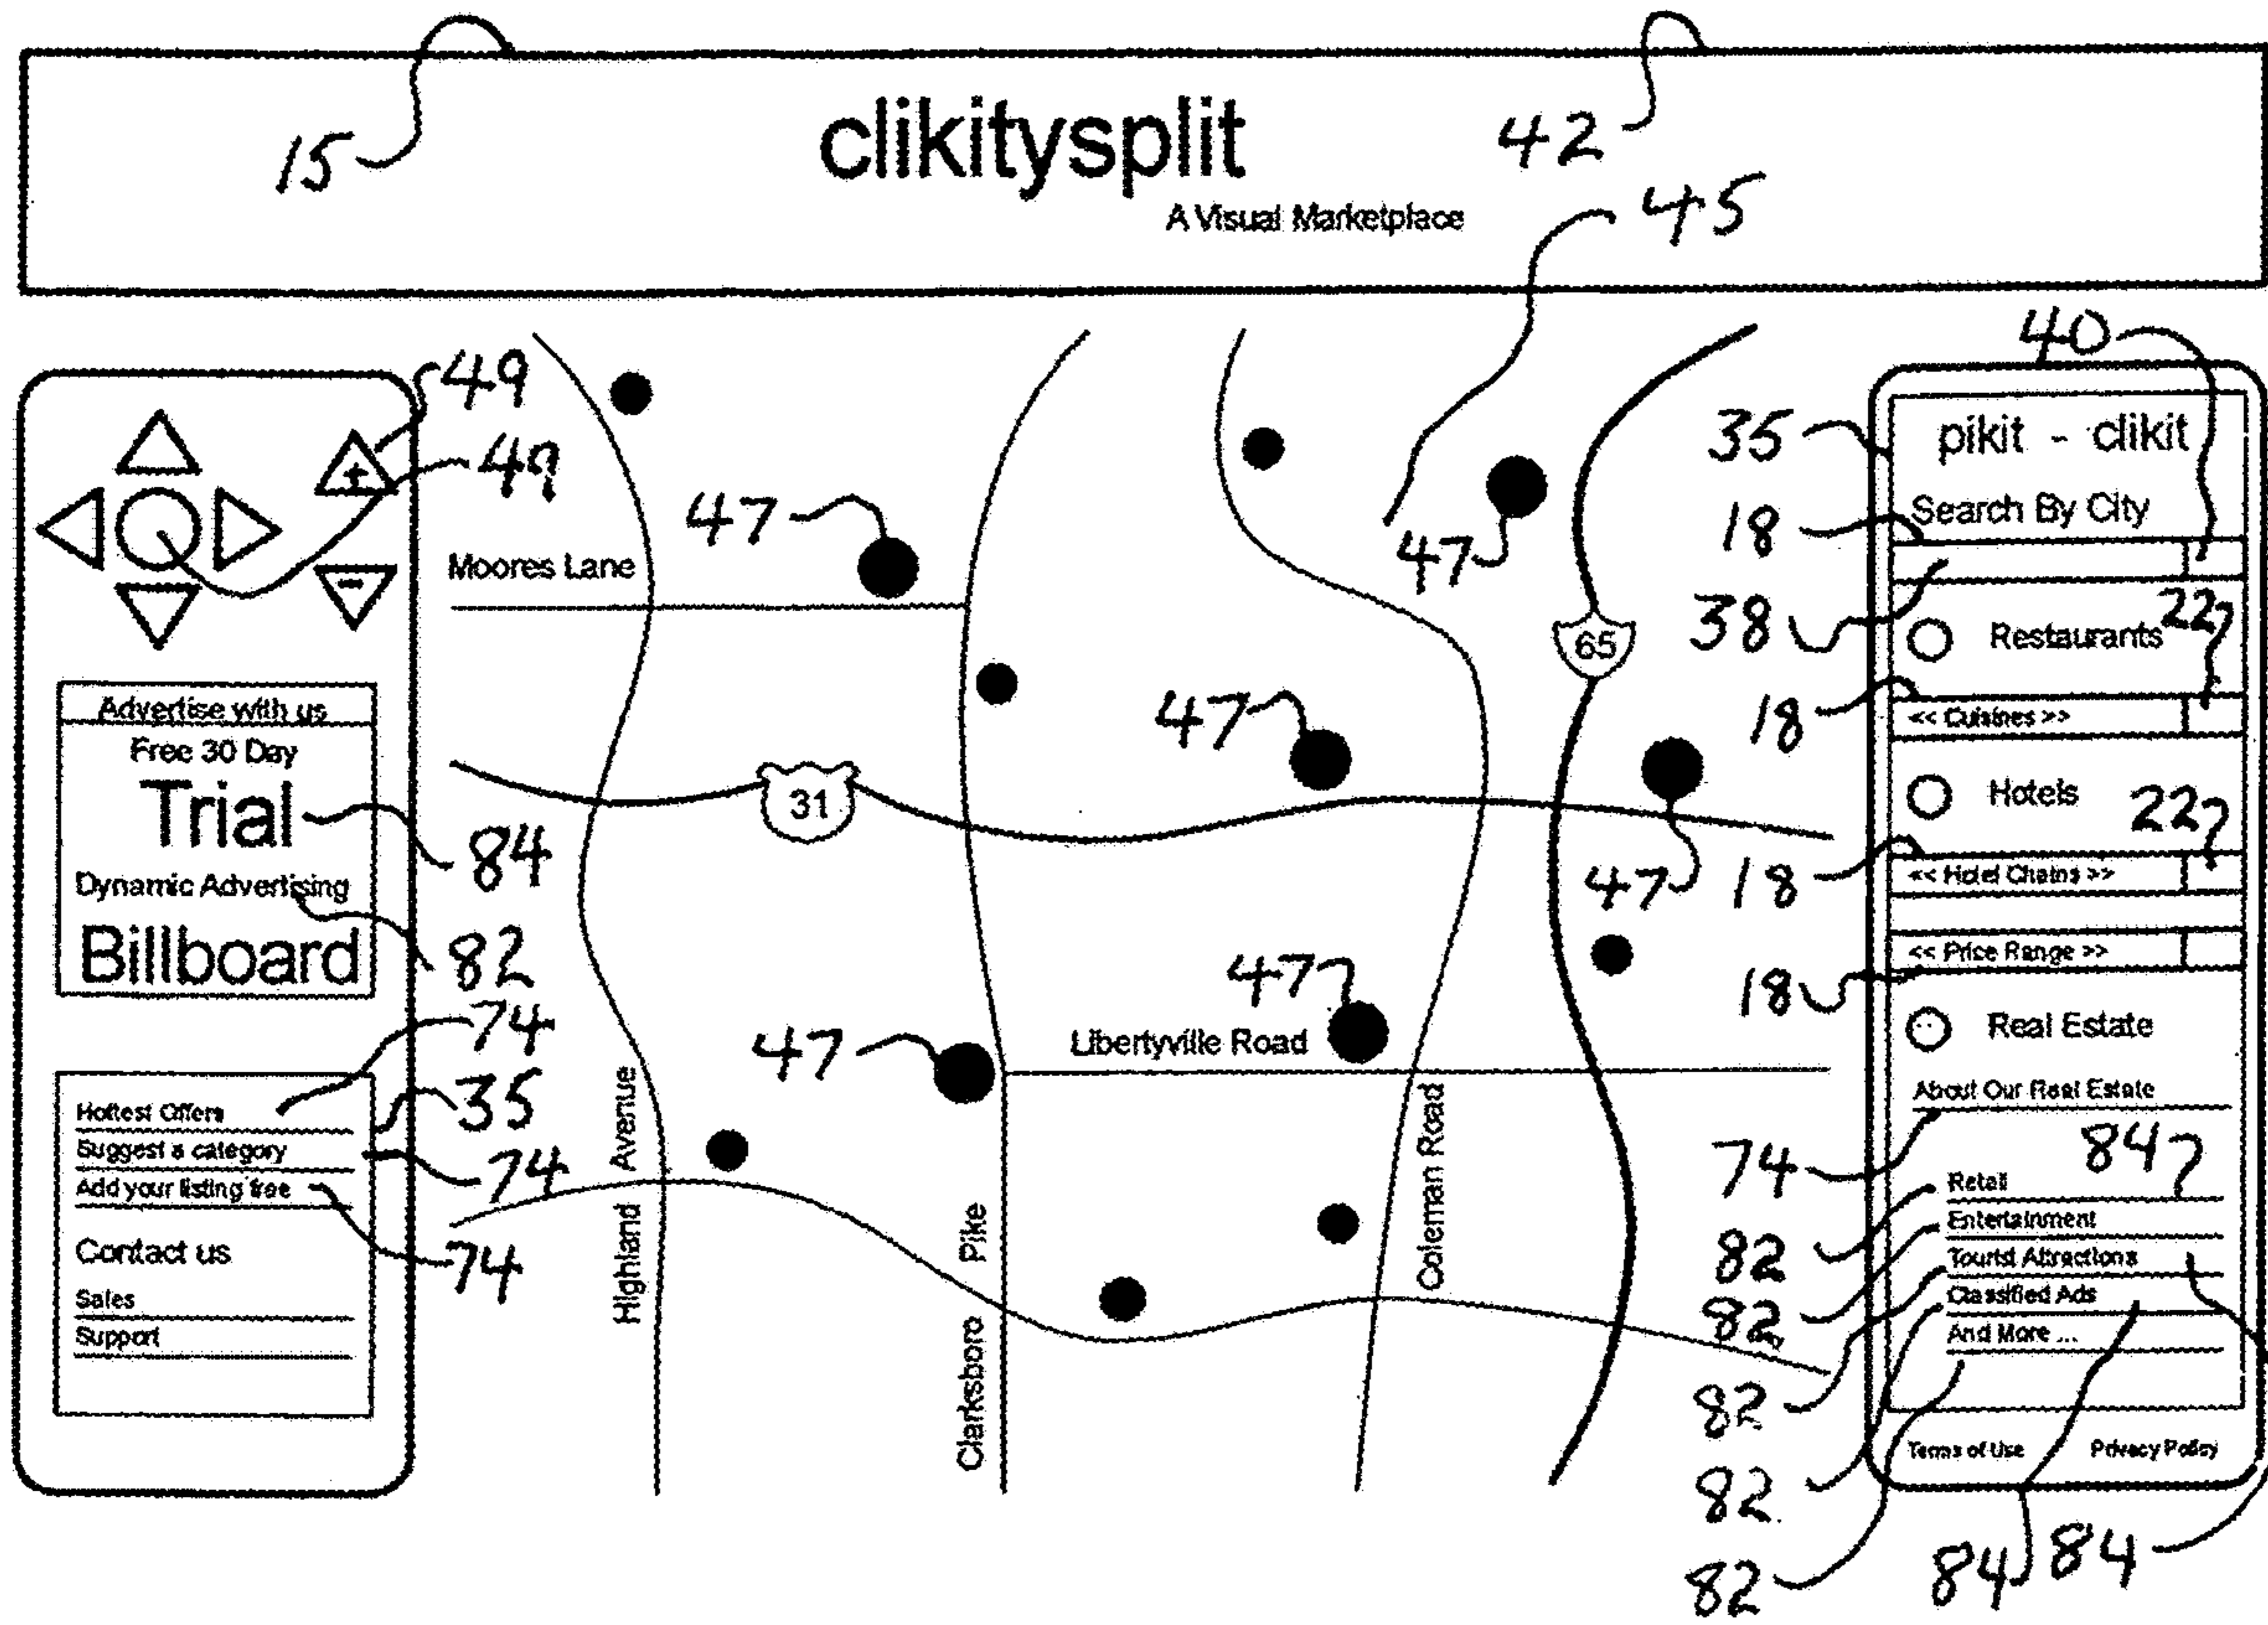 15
clikitysplit
42
A Visual Marketplace
45
49
49
+
-
Advertise with us
Free 30 Day
Trial
84
Dynamic Advertising
82
Billboard
74
Hottest Offers
35
Suggest a category
74
Add your listing free
74
Contact us
Sales
Support
47
47
Moores Lane
65
47
31
47
47
Libertyville Road
47
Highland Avenue
Clarksboro Pike
Coleman Road
40
35
pikit - clikit
18
Search By City
38
Restaurants
22
18
<< Cuisines >>
Hotels
22
18
<< Hotel Chains >>
<< Price Range >>
18
Real Estate
About Our Real Estate
74
84
Retail
82
Entertainment
82
Tourist Attractions
82
Classified Ads
82
And More ...
82
Terms of Use
Privacy Policy
84
84